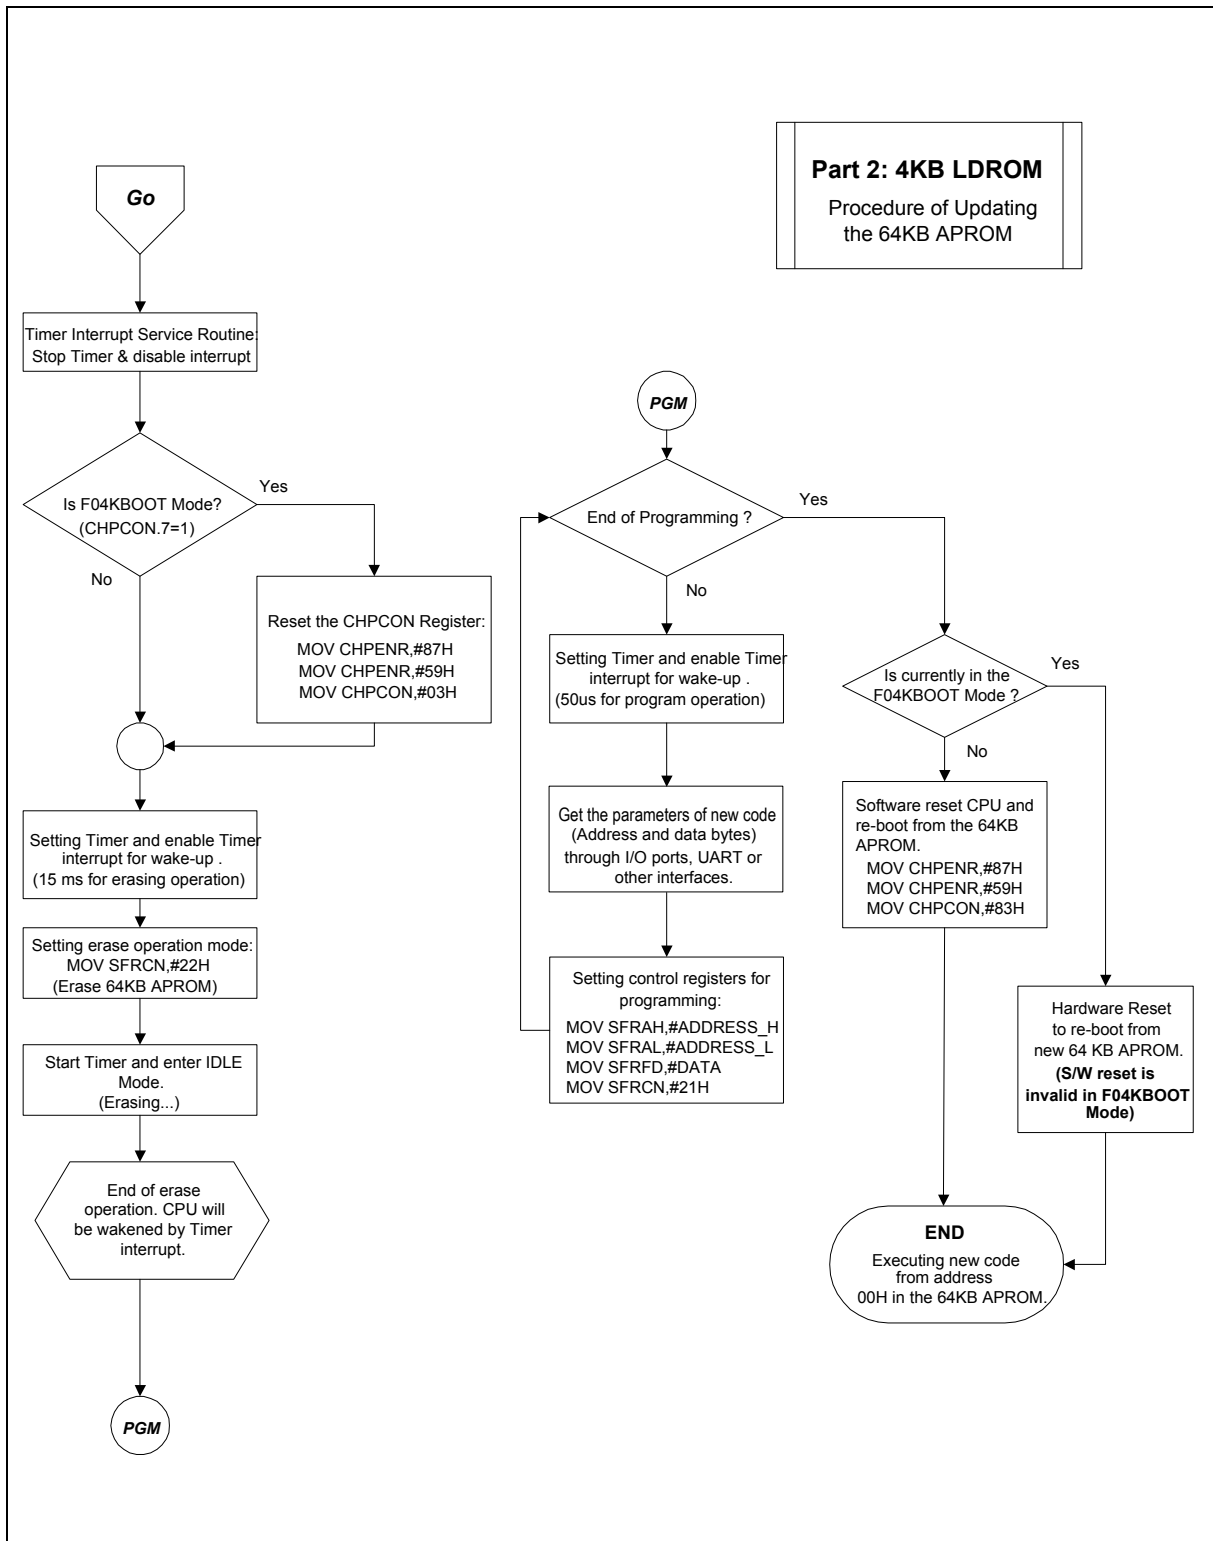 Part 2: 4KB LDROM
Procedure of Updating
the 64KB APROM
Go
Timer Interrupt Service Routine:
Stop Timer & disable interrupt
Is F04KBOOT Mode?
(CHPCON.7=1)
Yes
No
Reset the CHPCON Register:
MOV CHPENR,#87H
MOV CHPENR,#59H
MOV CHPCON,#03H
Setting Timer and enable Timer
interrupt for wake-up .
(15 ms for erasing operation)
Setting erase operation mode:
MOV SFRCN,#22H
(Erase 64KB APROM)
Start Timer and enter IDLE
Mode.
(Erasing...)
End of erase
operation. CPU will
be wakened by Timer
interrupt.
PGM
PGM
End of Programming ?
Yes
No
Setting Timer and enable Timer
interrupt for wake-up .
(50us for program operation)
Get the parameters of new code
(Address and data bytes)
through I/O ports, UART or
other interfaces.
Setting control registers for
programming:
MOV SFRAH,#ADDRESS_H
MOV SFRAL,#ADDRESS_L
MOV SFRFD,#DATA
MOV SFRCN,#21H
Is currently in the
F04KBOOT Mode ?
Yes
No
Software reset CPU and
re-boot from the 64KB
APROM.
MOV CHPENR,#87H
MOV CHPENR,#59H
MOV CHPCON,#83H
Hardware Reset
to re-boot from
new 64 KB APROM.
(S/W reset is
invalid in F04KBOOT
Mode)
END
Executing new code
from address
00H in the 64KB APROM.